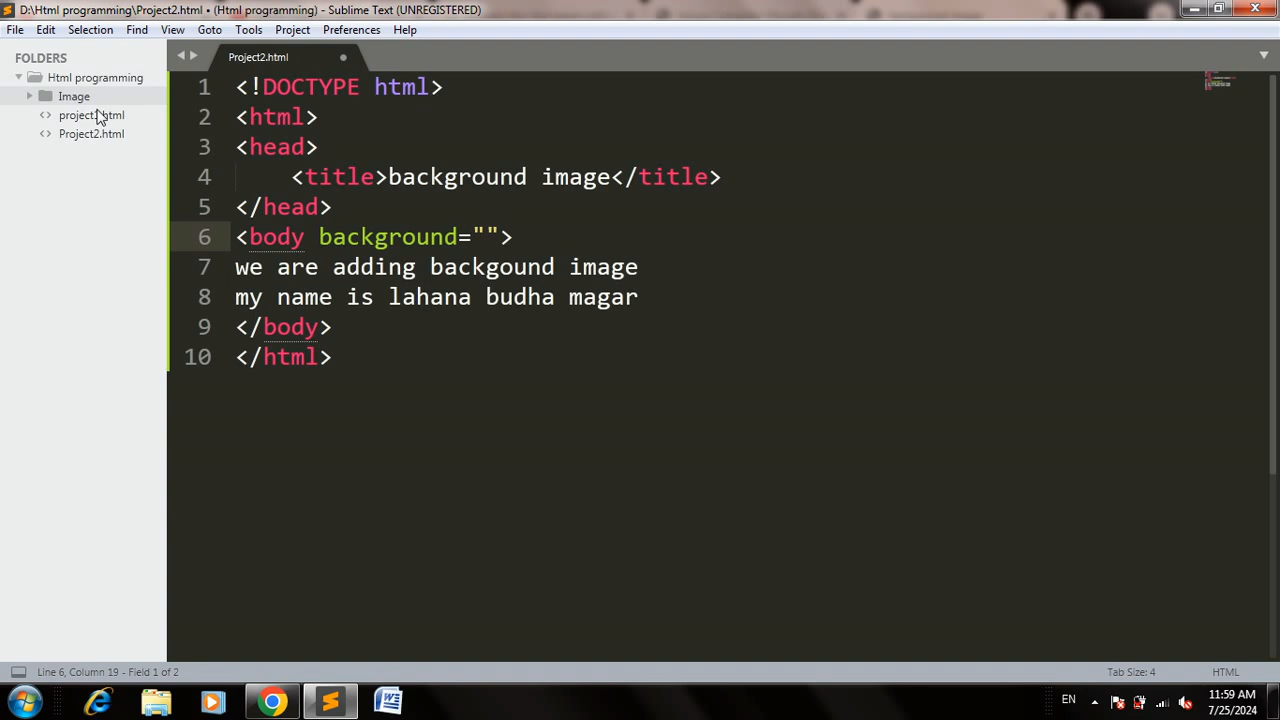 D:\Html programming\Project2.html • (Html programming) - Sublime Text (UNREGISTERED)
File Edit Selection Find View Goto Tools Project Preferences Help
FOLDERS
Html programming
Image
project1.html
Project2.html
Project2.html
1 <!DOCTYPE html>
2 <html>
3 <head>
4 <title>background image</title>
5 </head>
6 <body background="">
7 we are adding backgound image
8 my name is lahana budha magar
9 </body>
10 </html>
Line 6, Column 19 - Field 1 of 2
Tab Size: 4
HTML
EN
11:59 AM
7/25/2024